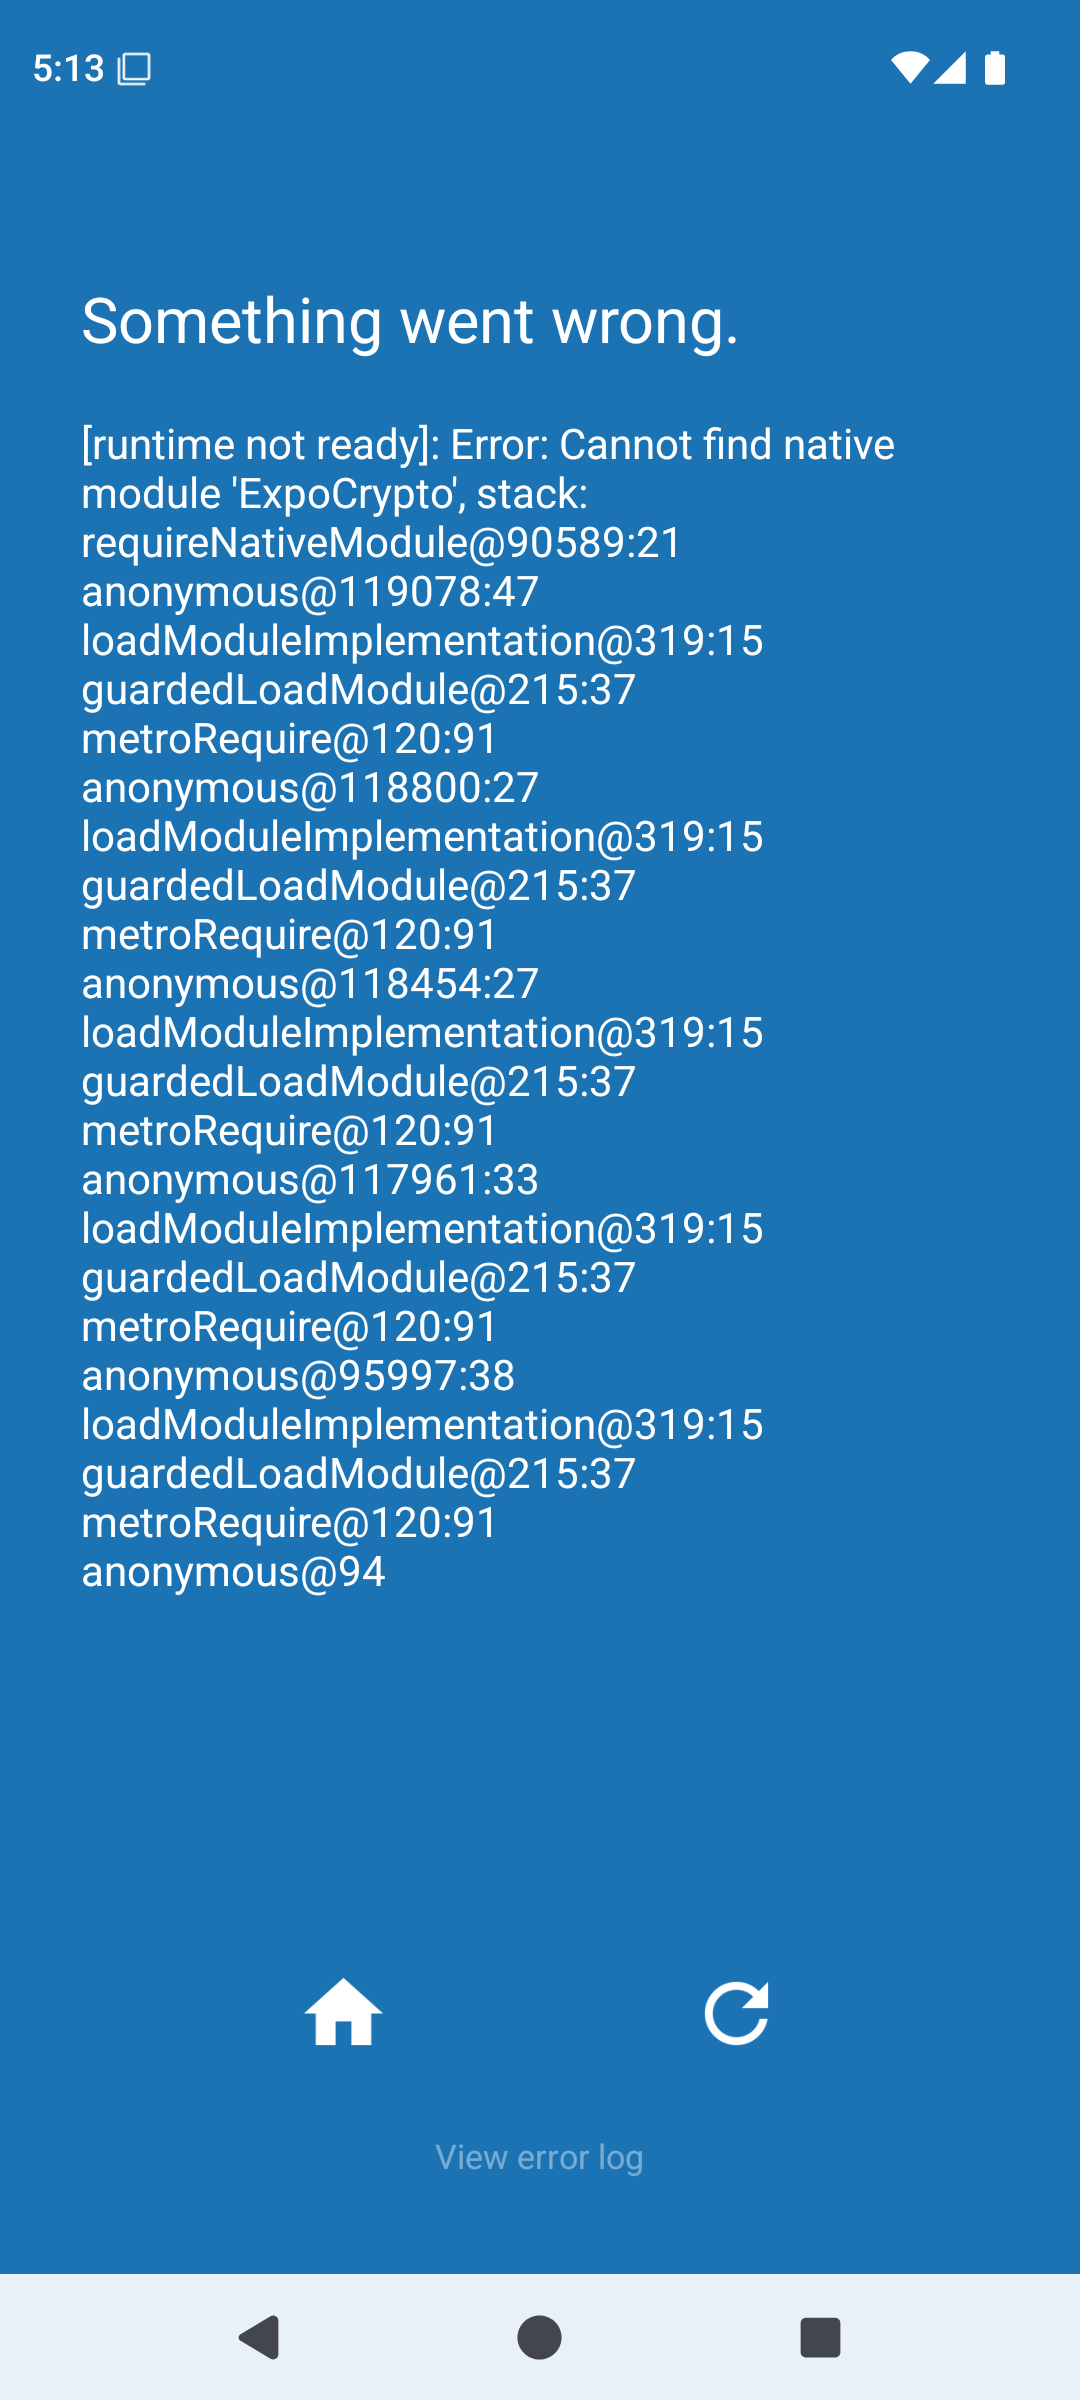 5:13
Something went wrong.
[runtime not ready]: Error: Cannot find native
module 'ExpoCrypto', stack:
requireNativeModule@90589:21
anonymous@119078:47
loadModuleImplementation@319:15
guardedLoadModule@215:37
metroRequire@120:91
anonymous@118800:27
loadModuleImplementation@319:15
guardedLoadModule@215:37
metroRequire@120:91
anonymous@118454:27
loadModuleImplementation@319:15
guardedLoadModule@215:37
metroRequire@120:91
anonymous@117961:33
loadModuleImplementation@319:15
guardedLoadModule@215:37
metroRequire@120:91
anonymous@95997:38
loadModuleImplementation@319:15
guardedLoadModule@215:37
metroRequire@120:91
anonymous@94
View error log